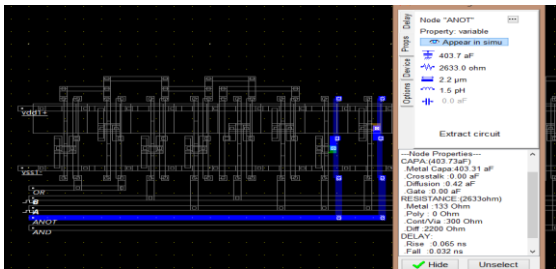 Node "ANOT"
Property: variable
Appear in simu
403.7 aF
2633.0 ohm
2.2 µm
1.5 pH
0.0 aF
Extract circuit
Delay
Props
Device
Options
---Node Properties---
CAPA:(403.73aF)
.Metal Capa:403.31 aF
.Crosstalk :0.00 aF
.Diffusion :0.42 aF
.Gate :0.00 aF
RESISTANCE:(2633ohm)
.Metal :133 Ohm
.Poly : 0 Ohm
.Cont/Via :300 Ohm
.Diff :2200 Ohm
DELAY:
.Rise :0.065 ns
.Fall :0.032 ns
Hide
Unselect
vdd1+
vss1-
OR
B
A
ANOT
AND